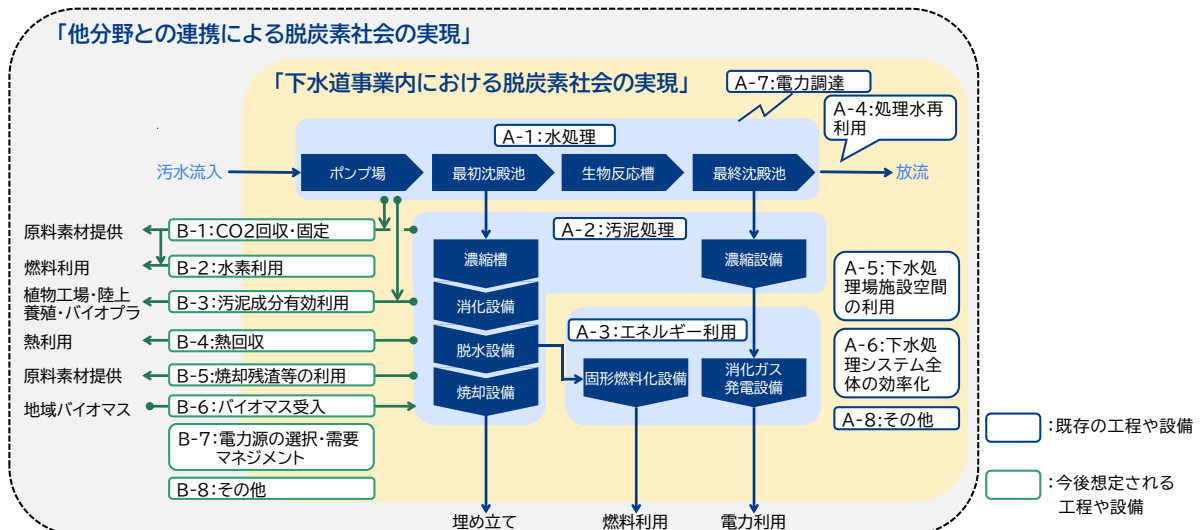 「他分野との連携による脱炭素社会の実現」
「下水道事業内における脱炭素社会の実現」
A-7:電力調達
A-4:処理水再
利用
A-1:水処理
汚水流入
ポンプ場
最初沈殿池
生物反応槽
最終沈殿池
放流
原料素材提供
B-1:CO2回収・固定
A-2:汚泥処理
燃料利用
B-2:水素利用
濃縮槽
濃縮設備
A-5:下水処
理場施設空間
の利用
植物工場・陸上
養殖・バイオプラ
B-3:汚泥成分有効利用
消化設備
A-3:エネルギー利用
熱利用
B-4:熱回収
脱水設備
A-6:下水処
理システム全
体の効率化
原料素材提供
B-5:焼却残渣等の利用
焼却設備
固形燃料化設備
消化ガス
発電設備
地域バイオマス
B-6:バイオマス受入
A-8:その他
:既存の工程や設備
B-7:電力源の選択・需要
マネジメント
B-8:その他
:今後想定される
工程や設備
埋め立て
燃料利用
電力利用